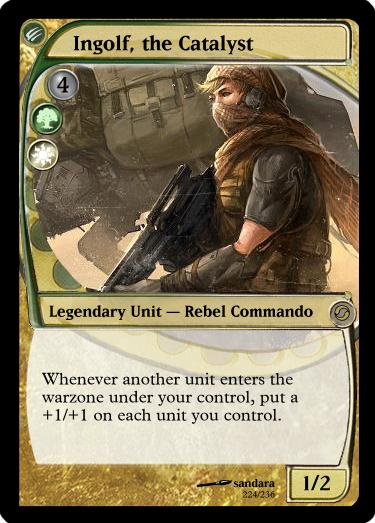 Ingolf, the Catalyst
4
Legendary Unit — Rebel Commando
Whenever another unit enters the
warzone under your control, put a
+1/+1 on each unit you control.
sandara
224/236
1/2